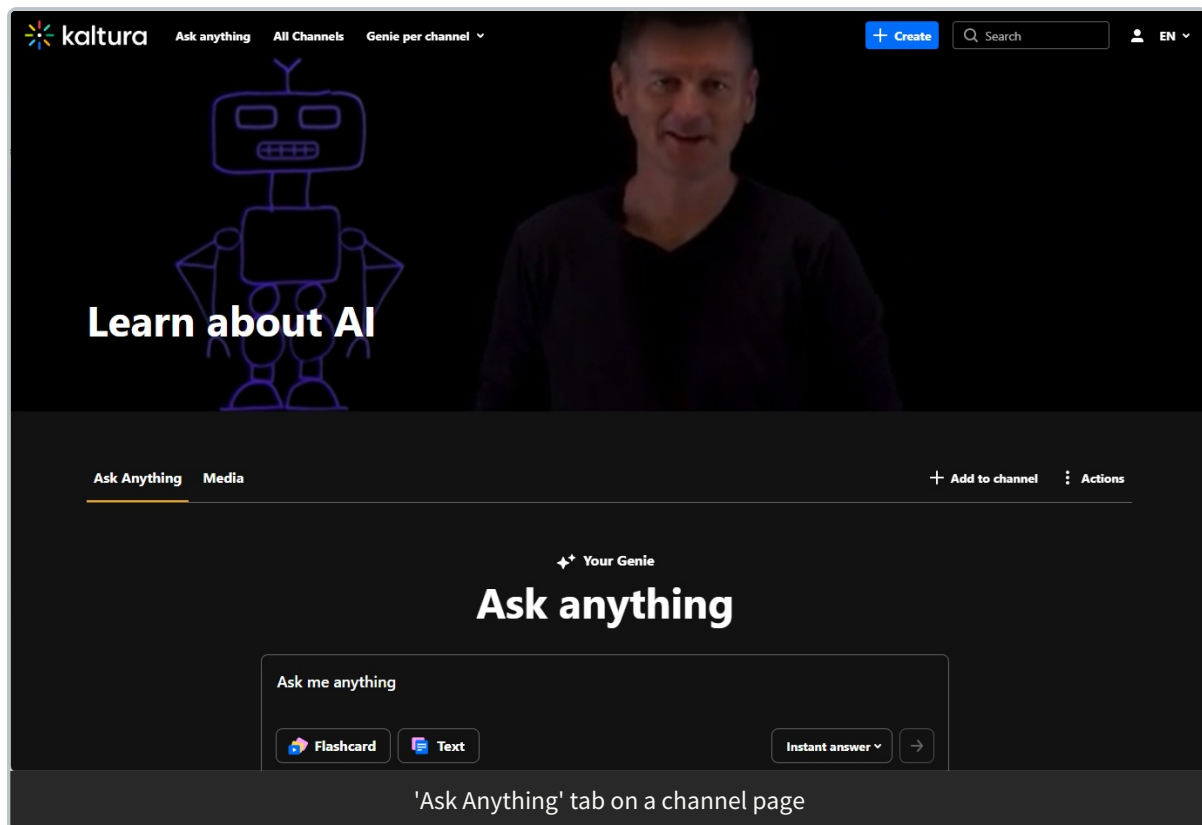 kaltura Ask anything All Channels Genie per channel + Create Search EN
Learn about AI
Ask Anything Media + Add to channel Actions
Your Genie
Ask anything
Ask me anything
Flashcard Text Instant answer
'Ask Anything' tab on a channel page